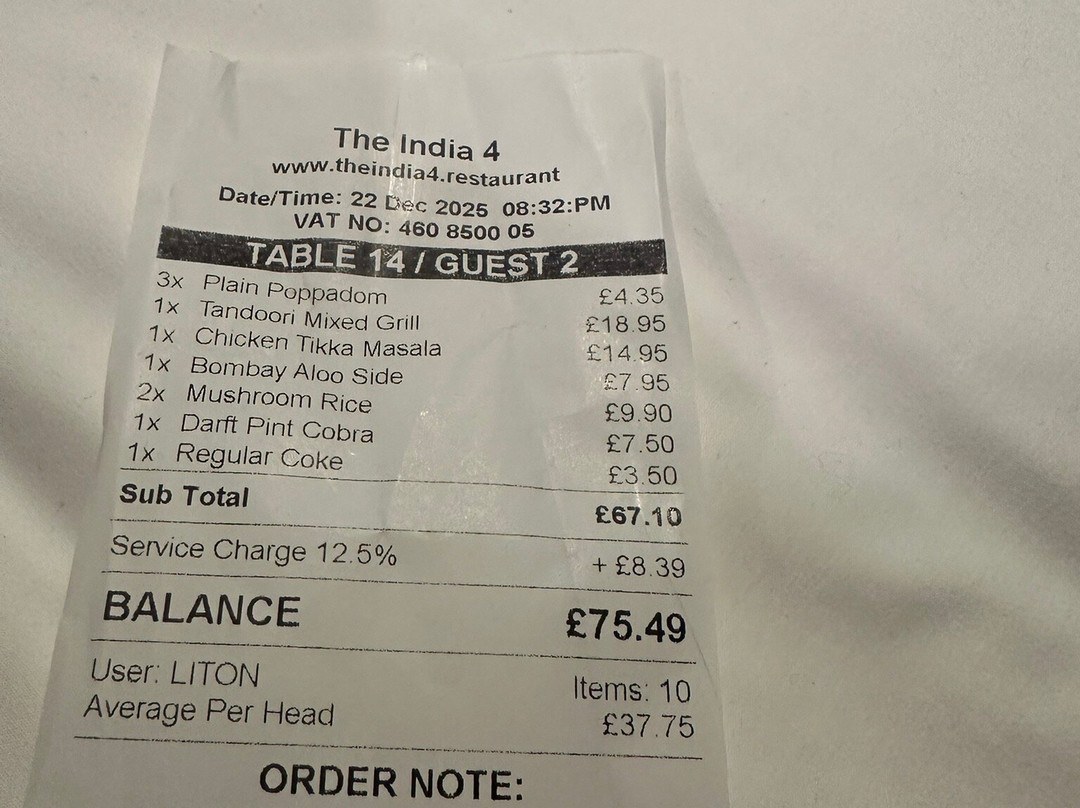 The India 4
www.theindia4.restaurant
Date/Time: 22 Dec 2025 08:32:PM
VAT NO: 460 8500 05
TABLE 14 / GUEST 2
3x Plain Poppadom £4.35
1x Tandoori Mixed Grill £18.95
1x Chicken Tikka Masala £14.95
1x Bombay Aloo Side £7.95
2x Mushroom Rice £9.90
1x Darft Pint Cobra £7.50
1x Regular Coke £3.50
Sub Total £67.10
Service Charge 12.5% + £8.39
BALANCE £75.49
User: LITON Items: 10
Average Per Head £37.75
ORDER NOTE: